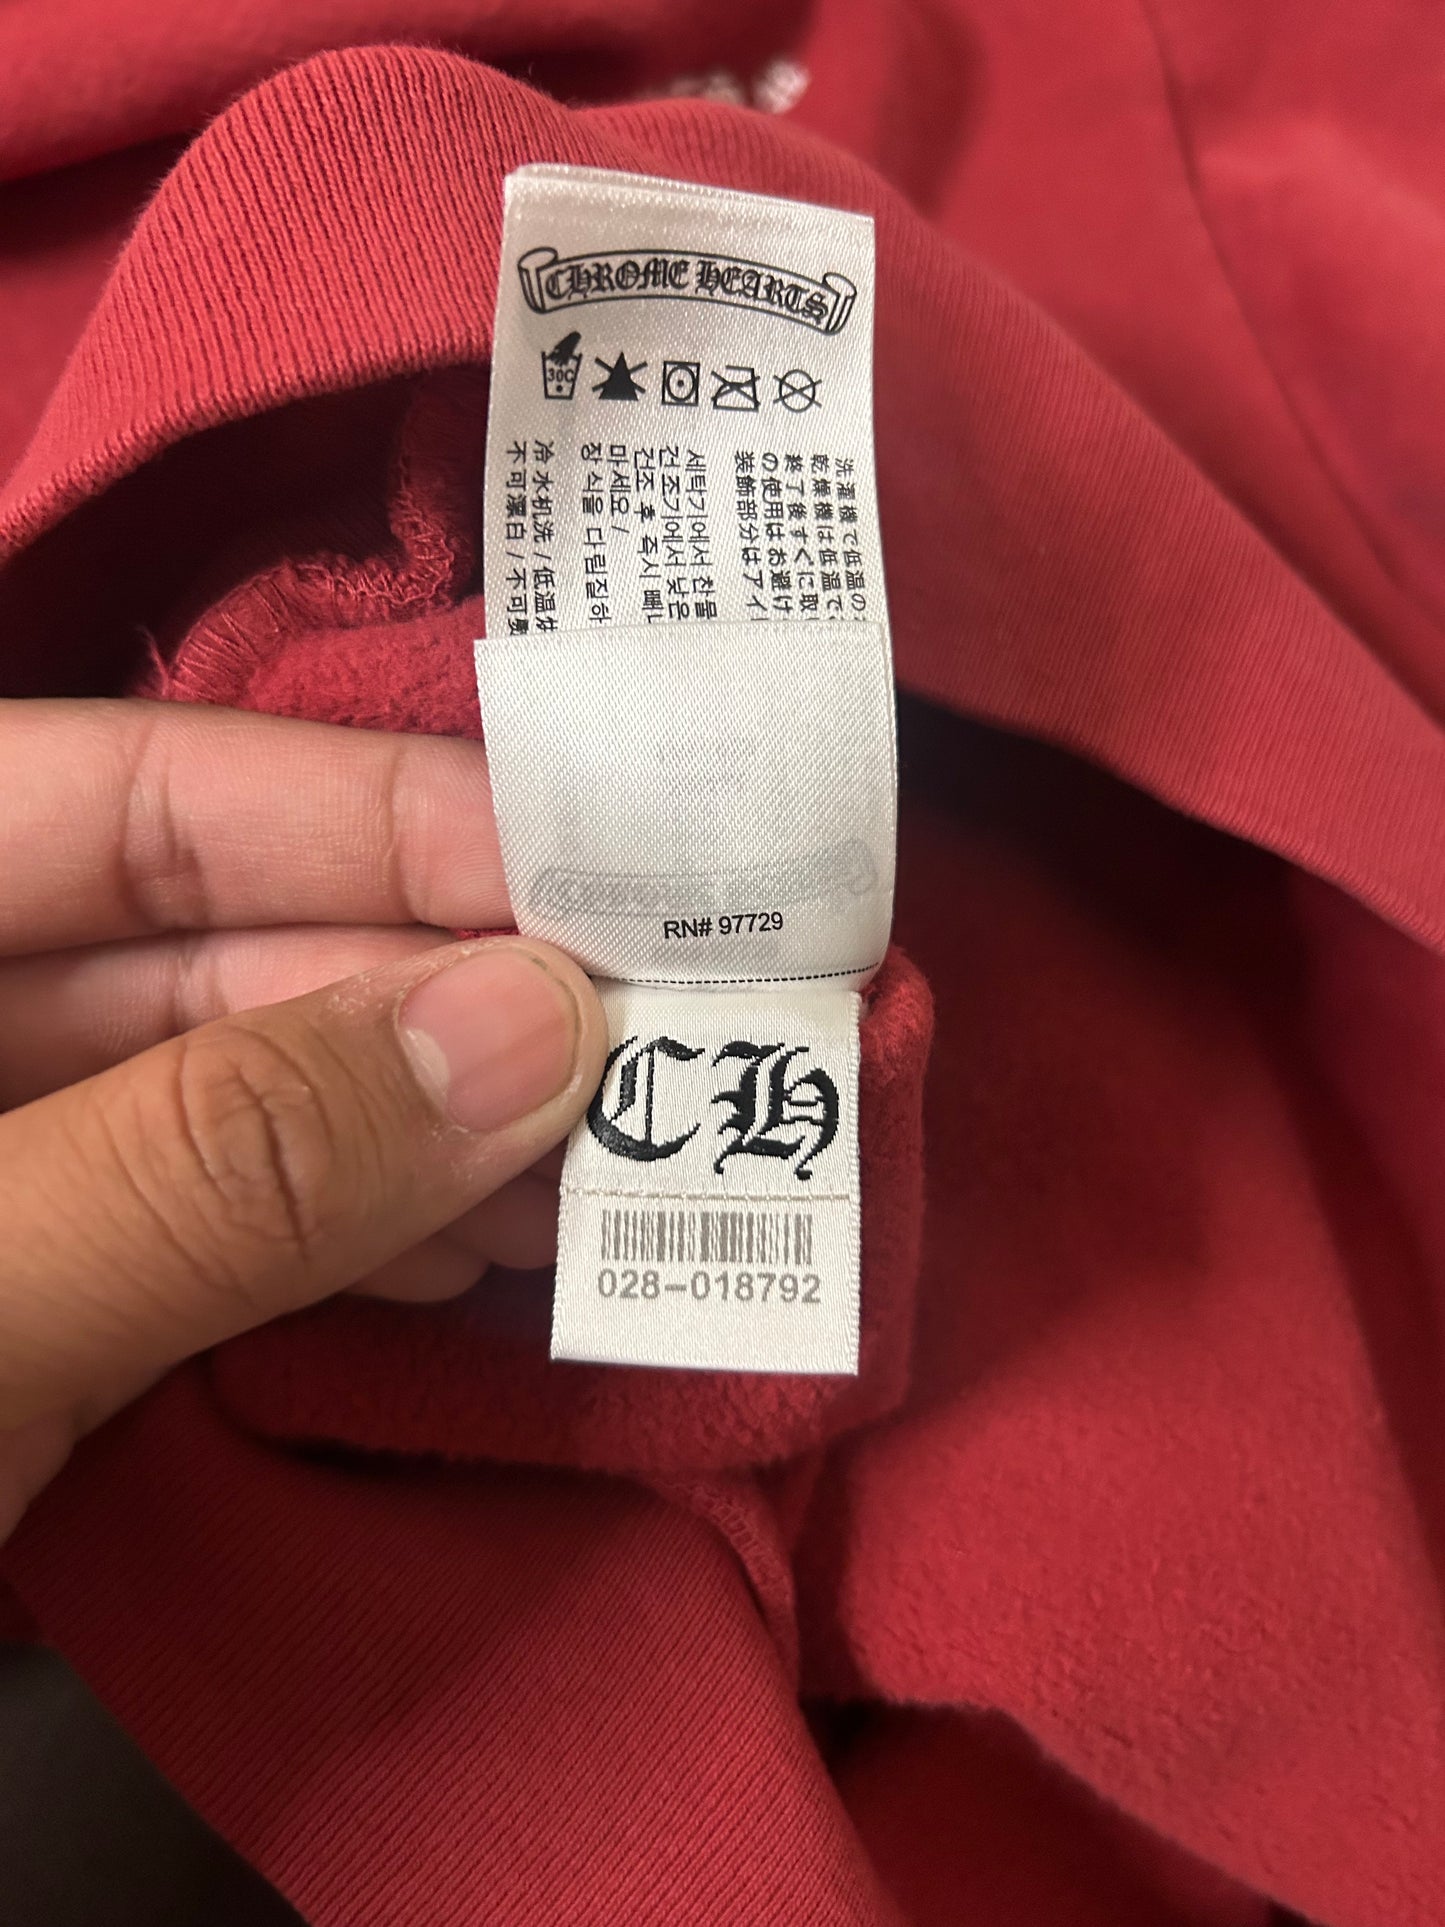 CHROME HEARTS
30C
洗濯機で低温の
乾燥機は低温で
終了後すぐに取
の使用はお避け
装飾部分はアイ
세탁기에서 찬물
건조기에서 낮은
건조 후 즉시 빼
마세요 /
장식을 다림질하
冷水机洗 / 低温
不可漂白 / 不可
RN# 97729
CH
028-018792